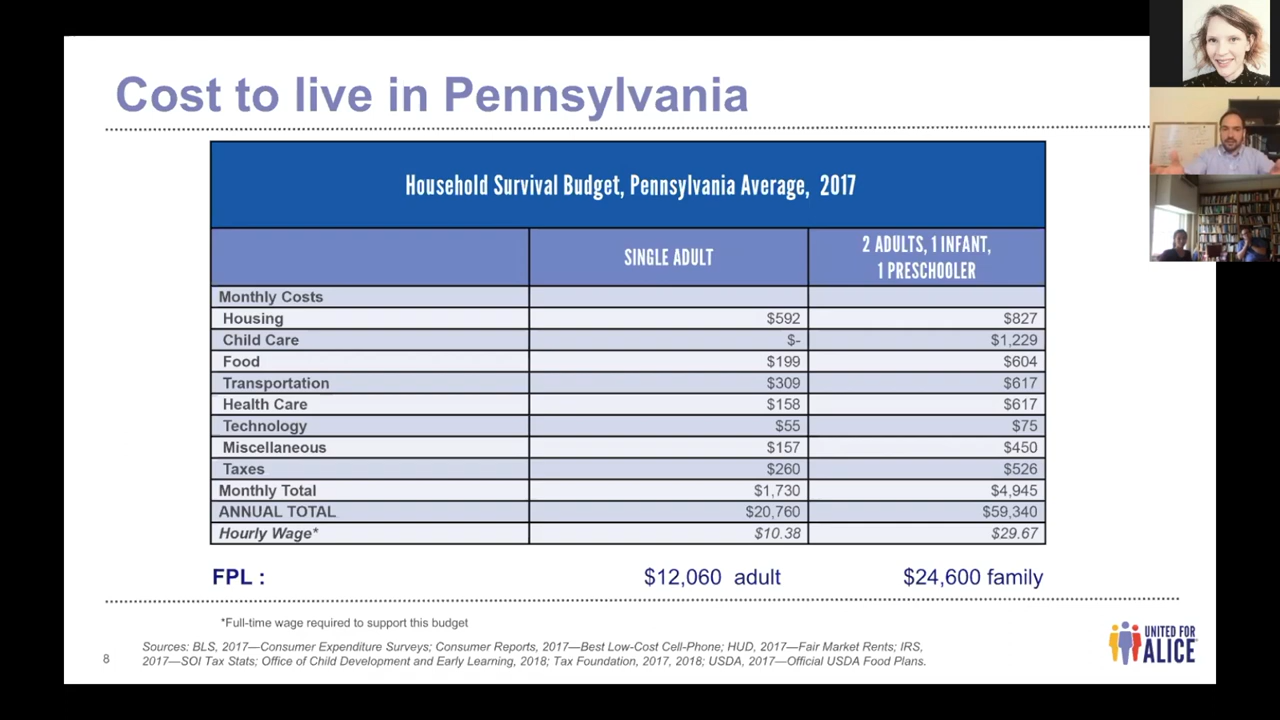 Cost to live in Pennsylvania
Household Survival Budget, Pennsylvania Average, 2017
SINGLE ADULT
2 ADULTS, 1 INFANT,
1 PRESCHOOLER
Monthly Costs
Housing $592 $827
Child Care $- $1,229
Food $199 $604
Transportation $309 $617
Health Care $158 $617
Technology $55 $75
Miscellaneous $157 $450
Taxes $260 $526
Monthly Total $1,730 $4,945
ANNUAL TOTAL $20,760 $59,340
Hourly Wage* $10.38 $29.67
FPL : $12,060 adult $24,600 family
*Full-time wage required to support this budget
Sources: BLS, 2017—Consumer Expenditure Surveys; Consumer Reports, 2017—Best Low-Cost Cell-Phone; HUD, 2017—Fair Market Rents; IRS,
2017—SOI Tax Stats; Office of Child Development and Early Learning, 2018; Tax Foundation, 2017, 2018; USDA, 2017—Official USDA Food Plans.
8
UNITED FOR
ALICE